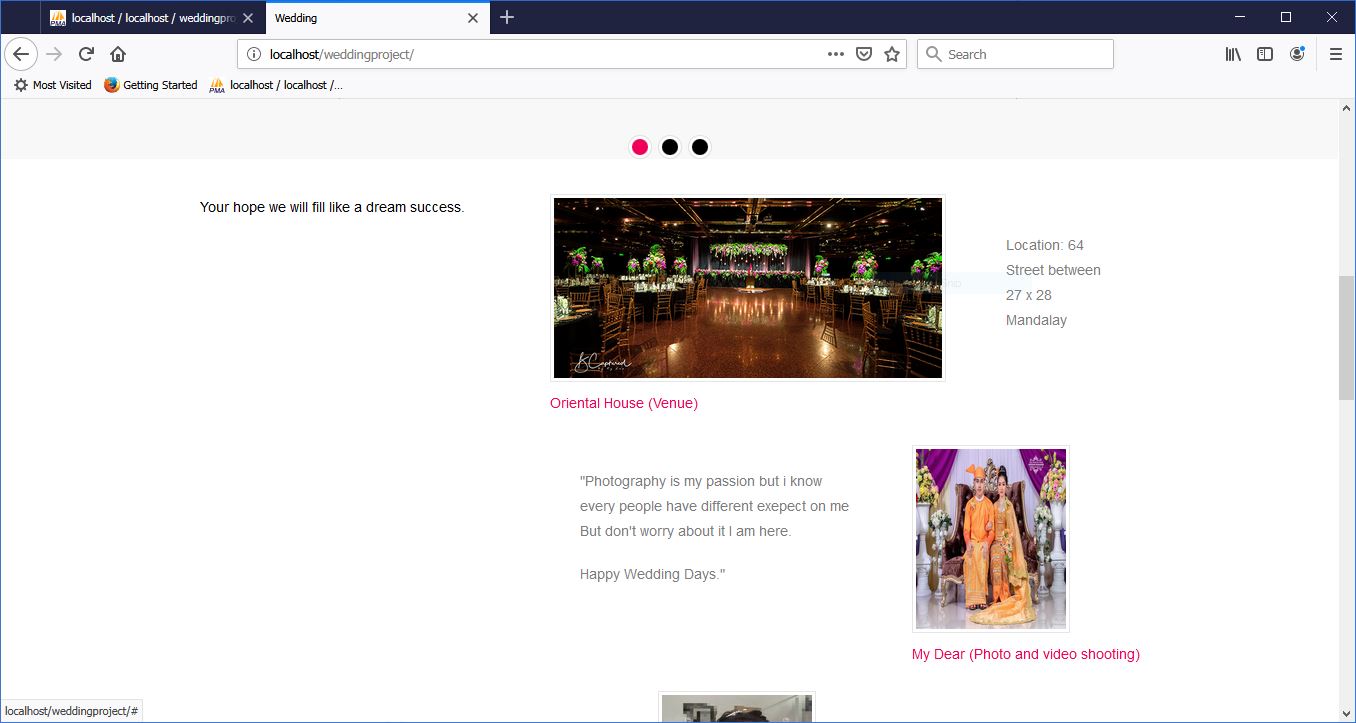 localhost / localhost / weddingpro
Wedding
localhost/weddingproject/
Search
Most Visited
Getting Started
localhost / localhost /...
Your hope we will fill like a dream success.
Location: 64
Street between
27 x 28
Mandalay
Oriental House (Venue)
"Photography is my passion but i know
every people have different exepect on me
But don't worry about it I am here.
Happy Wedding Days."
My Dear (Photo and video shooting)
localhost/weddingproject/#